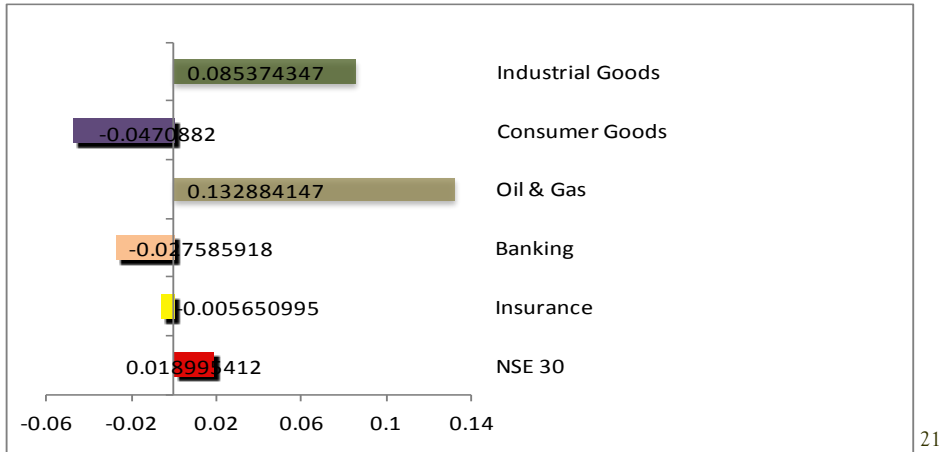 0.085374347 Industrial Goods
-0.0470882 Consumer Goods
0.132884147 Oil & Gas
-0.027585918 Banking
-0.005650995 Insurance
0.018995412 NSE 30
-0.06 -0.02 0.02 0.06 0.1 0.14
21